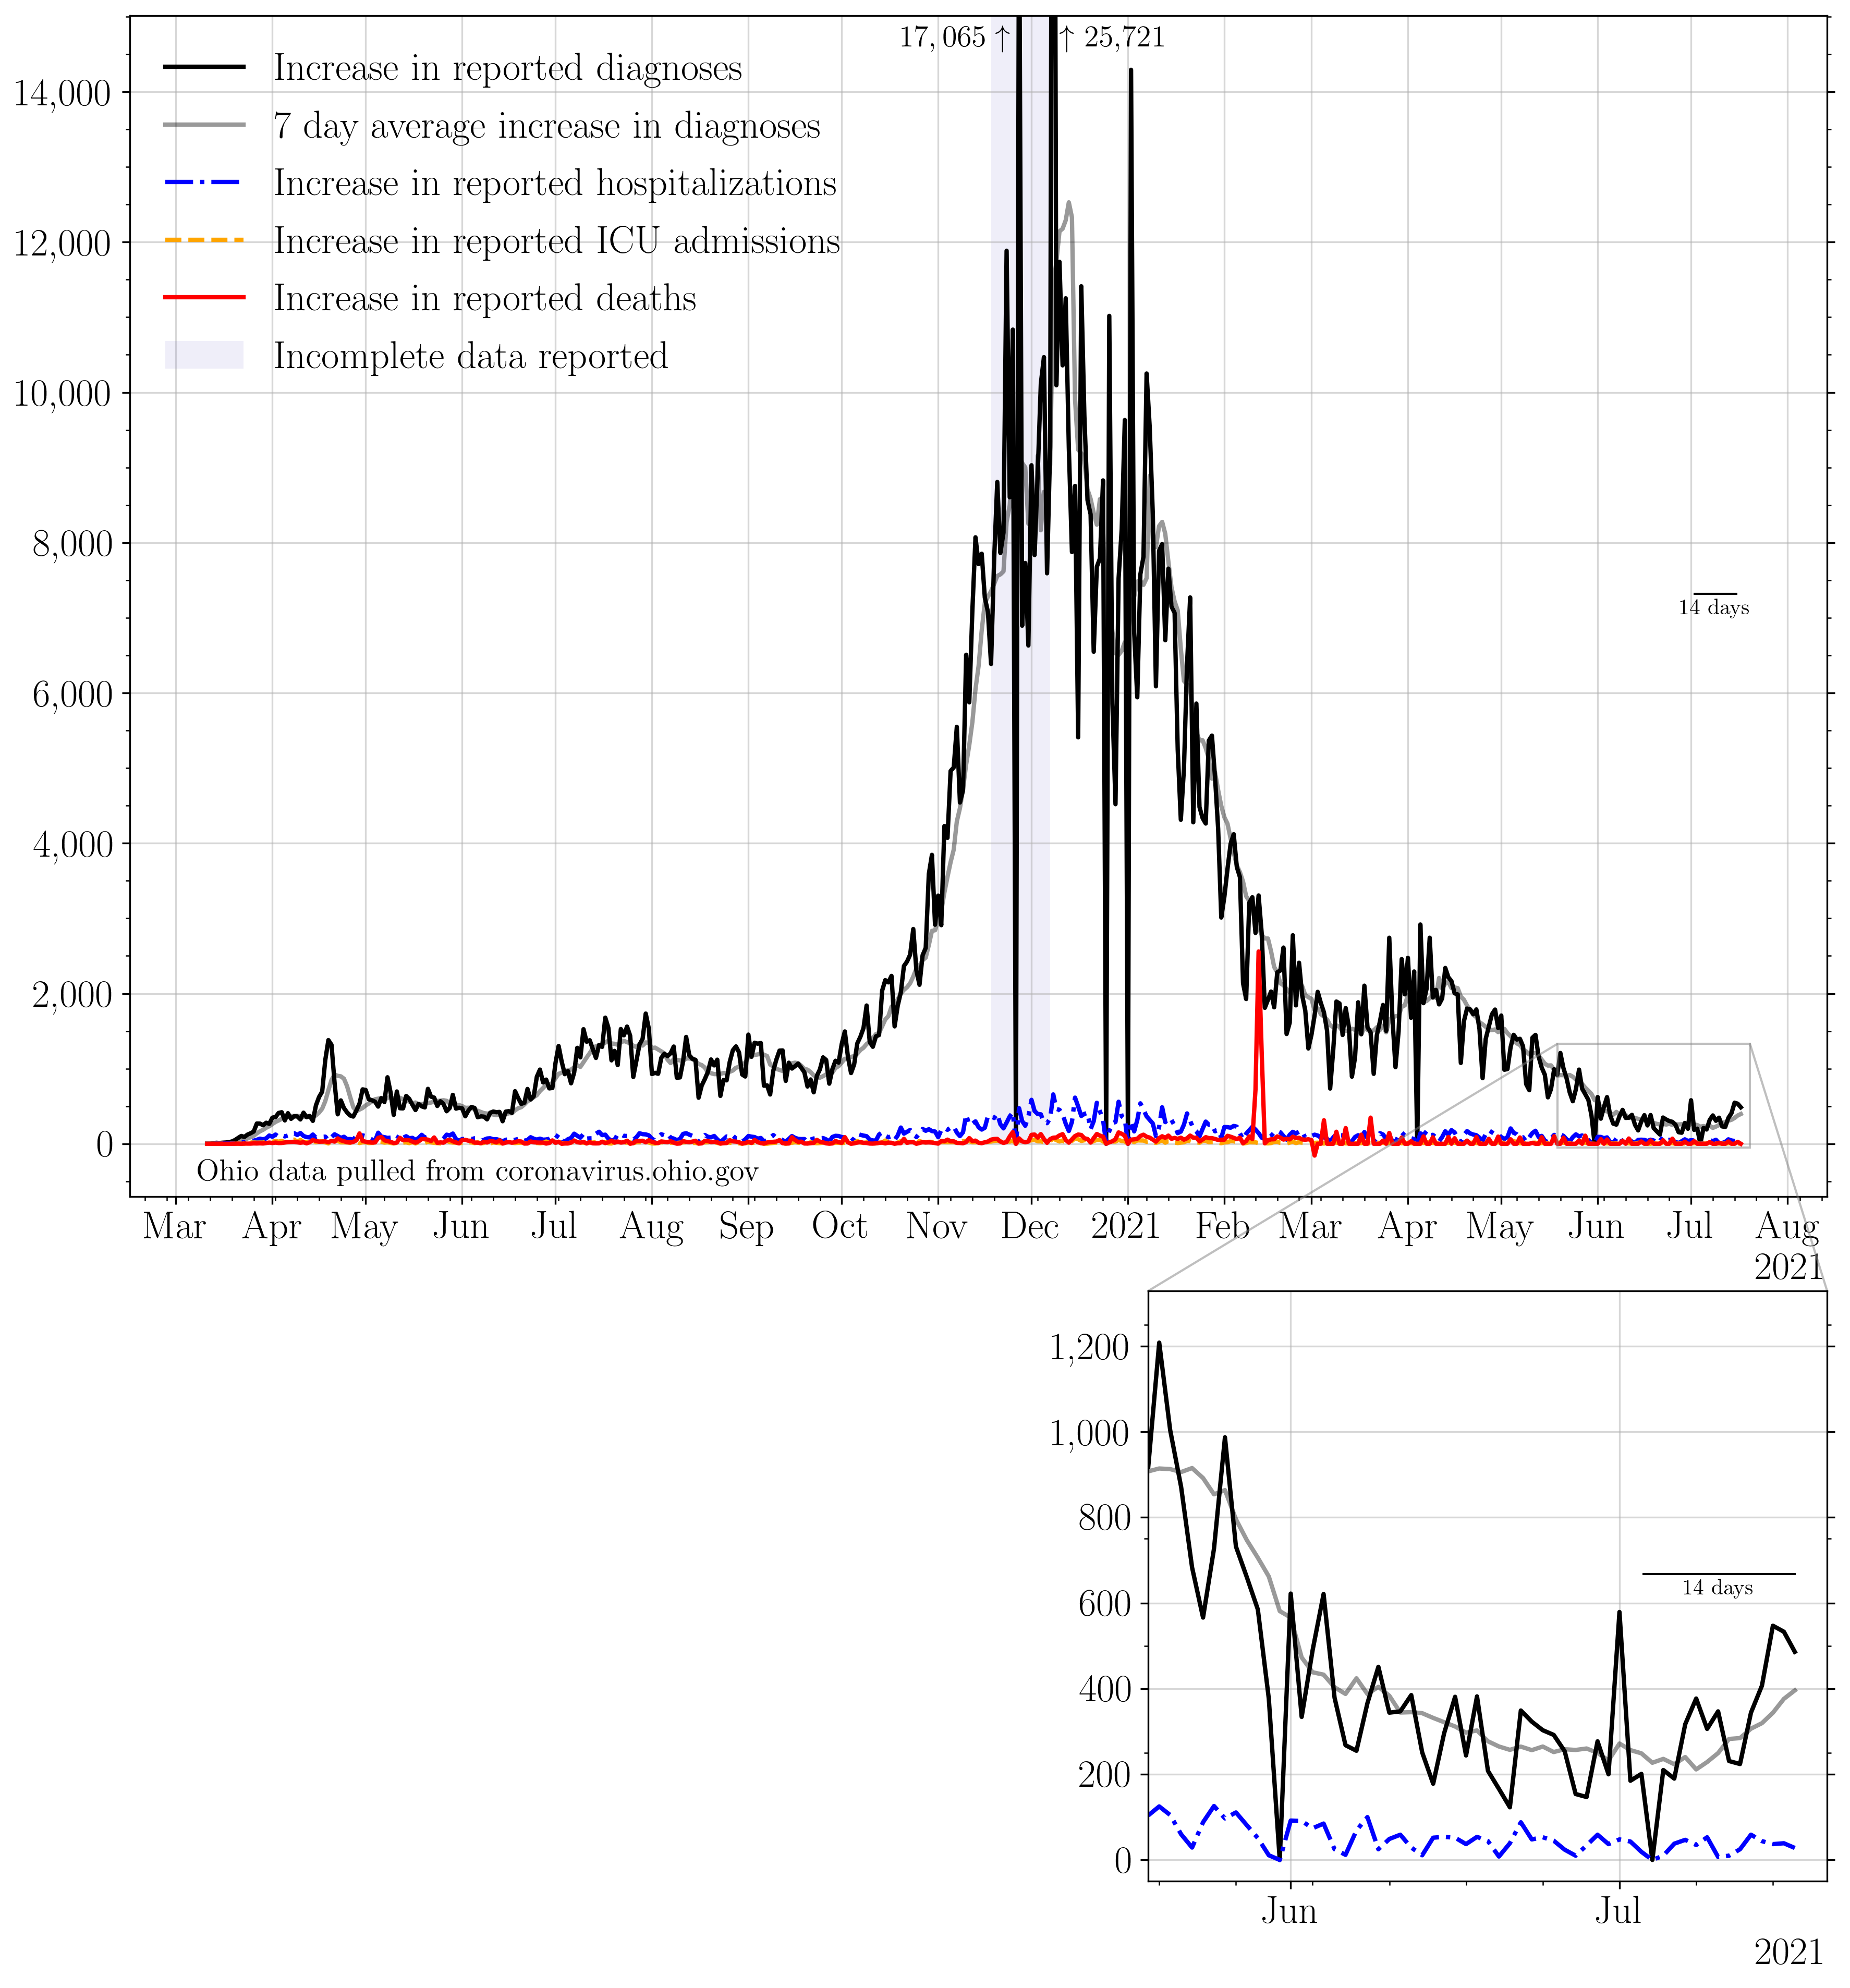 17,065 ↑ ↑ 25,721
Increase in reported diagnoses
7 day average increase in diagnoses
Increase in reported hospitalizations
Increase in reported ICU admissions
Increase in reported deaths
Incomplete data reported
14,000
12,000
10,000
8,000
6,000
4,000
2,000
0
14 days
Ohio data pulled from coronavirus.ohio.gov
Mar Apr May Jun Jul Aug Sep Oct Nov Dec 2021 Feb Mar Apr May Jun Jul Aug
2021
1,200
1,000
800
600
400
200
0
14 days
Jun Jul
2021